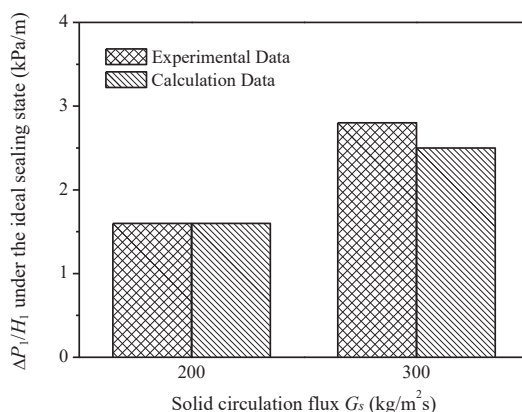 ΔP₁/H₁ under the ideal sealing state (kPa/m)
4
3
2
1
0
Experimental Data
Calculation Data
200
300
Solid circulation flux Gs (kg/m²s)